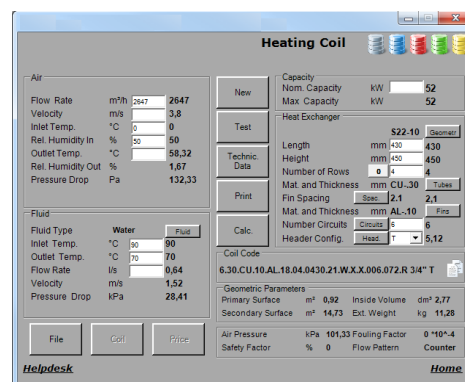 Heating Coil
Air
Flow Rate m³/h 2647 2647
Velocity m/s 3,8
Inlet Temp. °C 0 0
Rel. Humidity In % 50 50
Outlet Temp. °C 58,32
Rel. Humidity Out % 1,67
Pressure Drop Pa 132,33
Fluid
Fluid Type Water Fluid
Inlet Temp. °C 90 90
Outlet Temp. °C 70 70
Flow Rate l/s 0,64
Velocity m/s 1,52
Pressure Drop kPa 28,41
File Coil Price
Helpdesk
New
Test
Technic. Data
Print
Calc.
Capacity
Nom. Capacity kW 52
Max Capacity kW 52
Heat Exchanger
S22-10 Geometr
Length mm 430 430
Height mm 450 450
Number of Rows 0 4 4
Mat. and Thickness mm CU-.30 Tubes
Fin Spacing Spec. 2.1 2,1
Mat. and Thickness mm AL-.10 Fins
Number Circuits Circuits 6 6
Header Config. Head. T 5,12
Coil Code
6.30.CU.10.AL.18.04.0430.21.W.X.X.006.072.R 3/4" T
Geometric Parameters
Primary Surface m² 0,92 Inside Volume dm³ 2,77
Secondary Surface m² 14,73 Ext. Weight kg 11,28
Air Pressure kPa 101,33 Fouling Factor 0 *10^-4
Safety Factor % 0 Flow Pattern Counter
Home